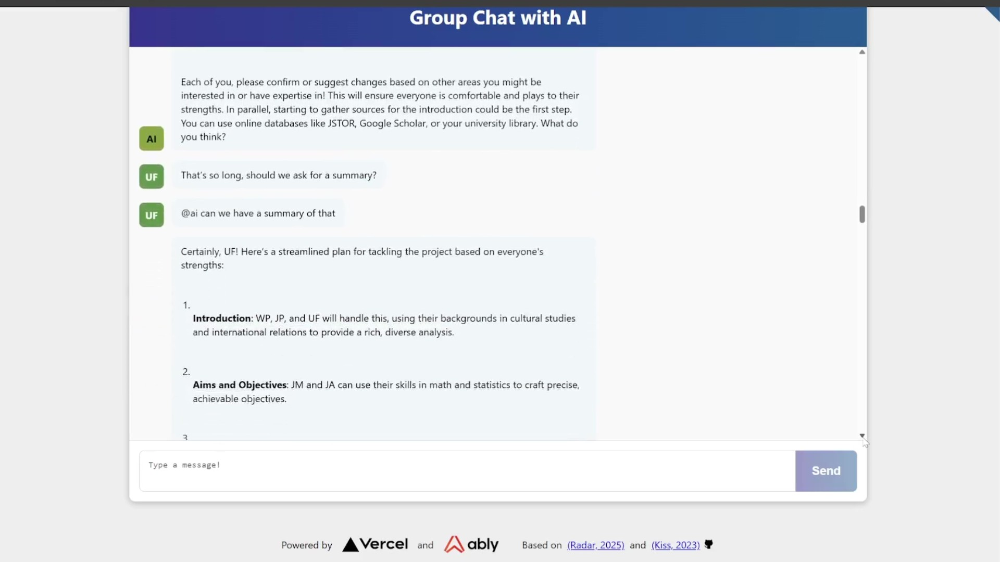 Group Chat with AI
Each of you, please confirm or suggest changes based on other areas you might be
interested in or have expertise in! This will ensure everyone is comfortable and plays to their
strengths. In parallel, starting to gather sources for the introduction could be the first step.
You can use online databases like JSTOR, Google Scholar, or your university library. What do
you think?
AI
UF
That's so long, should we ask for a summary?
UF
@ai can we have a summary of that
Certainly, UF! Here's a streamlined plan for tackling the project based on everyone's
strengths:
1.
Introduction: WP, JP, and UF will handle this, using their backgrounds in cultural studies
and international relations to provide a rich, diverse analysis.
2.
Aims and Objectives: JM and JA can use their skills in math and statistics to craft precise,
achievable objectives.
3.
Type a message!
Send
Powered by Vercel and ably Based on (Radar, 2025) and (Kiss, 2023)